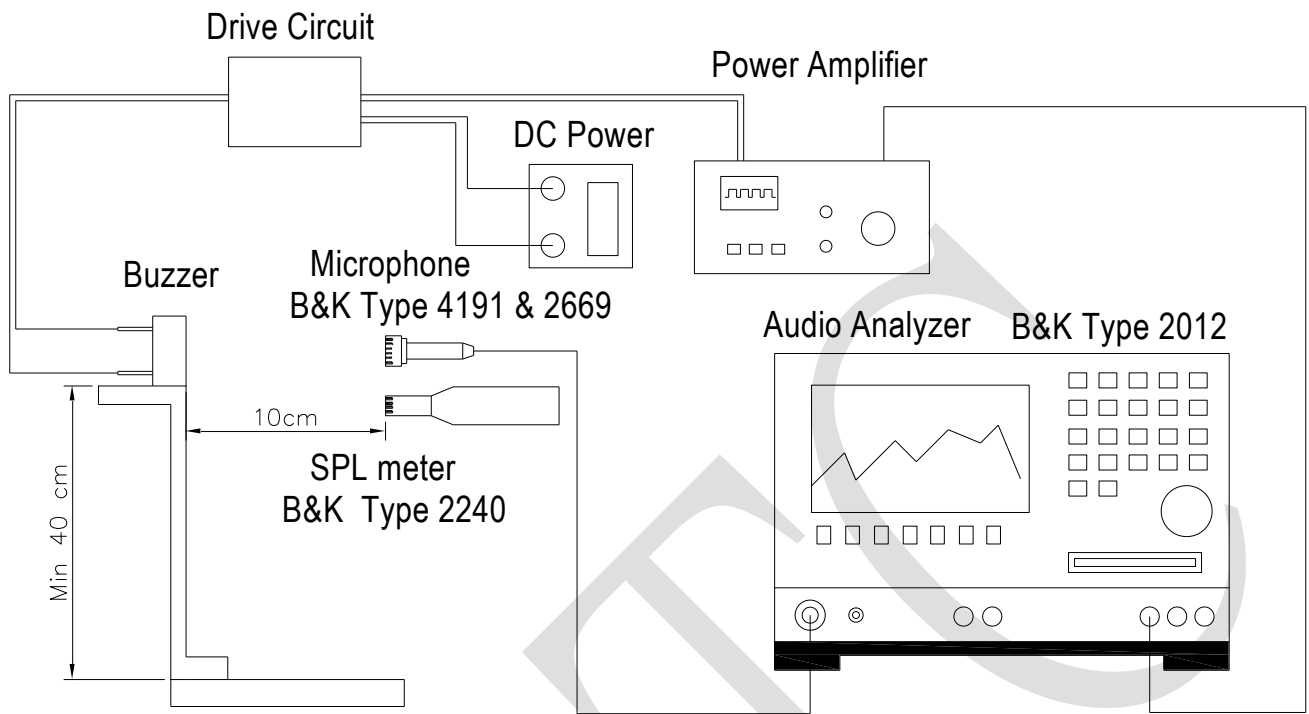 Drive Circuit
Power Amplifier
DC Power
Buzzer
Microphone
B&K Type 4191 & 2669
Audio Analyzer B&K Type 2012
10cm
SPL meter
B&K Type 2240
Min 40 cm
TC